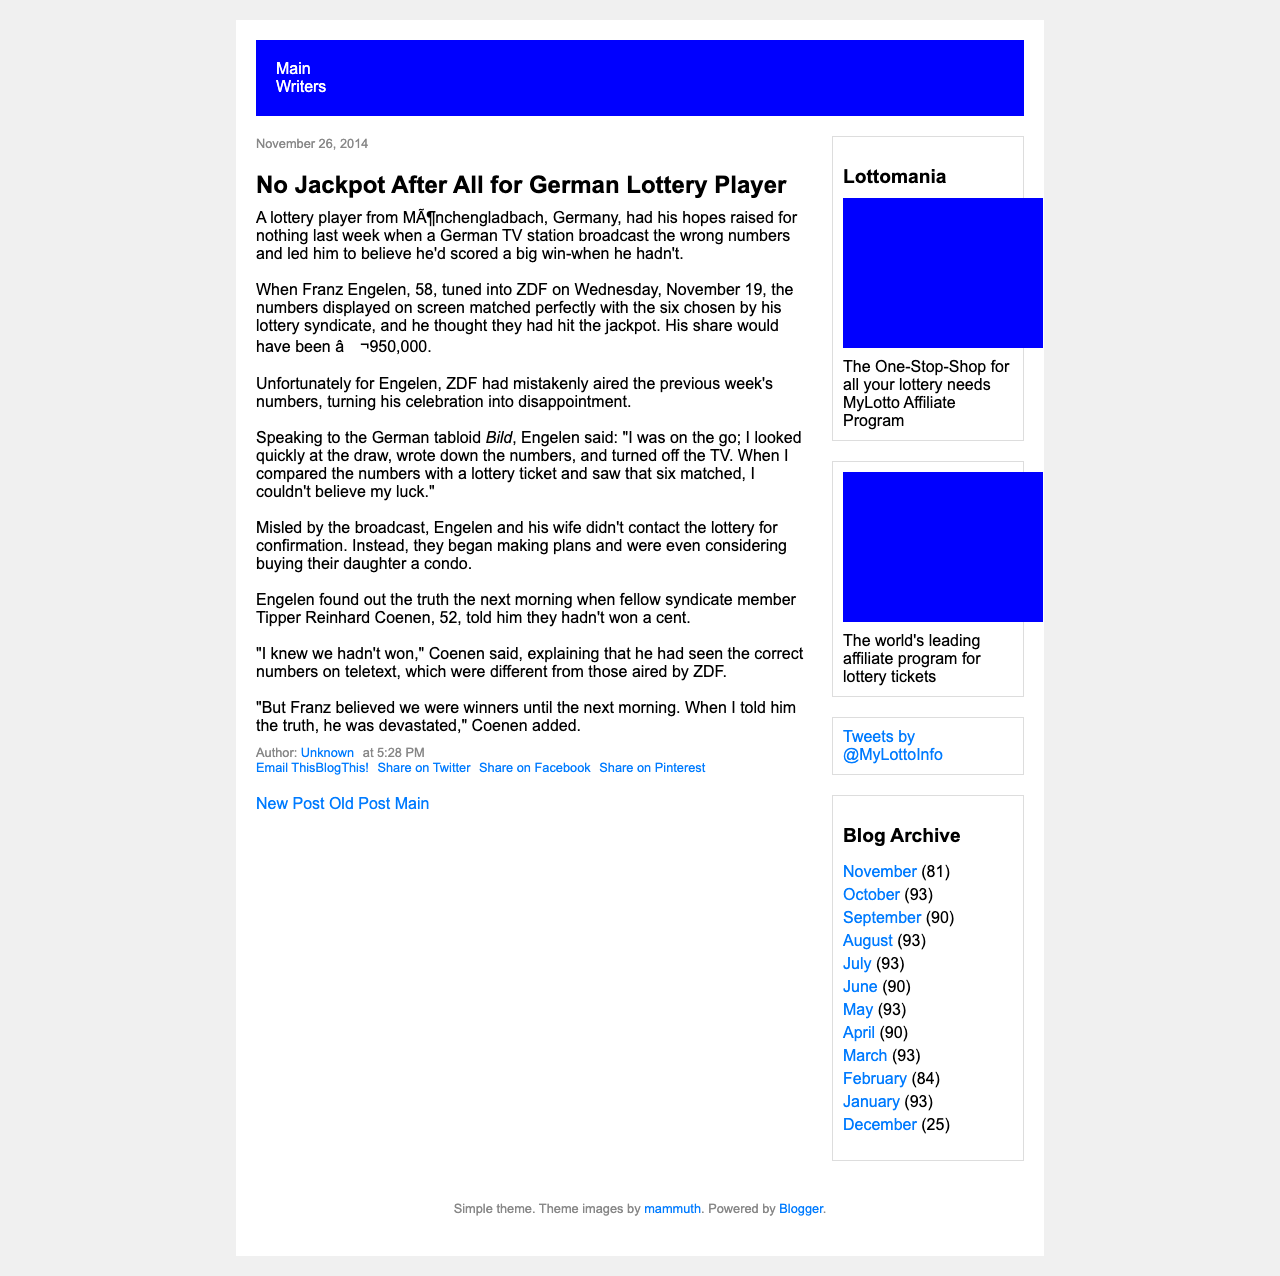 Main
Writers
November 26, 2014
No Jackpot After All for German Lottery Player
A lottery player from MÃ¶nchengladbach, Germany, had his hopes raised for
nothing last week when a German TV station broadcast the wrong numbers
and led him to believe he'd scored a big win-when he hadn't.
When Franz Engelen, 58, tuned into ZDF on Wednesday, November 19, the
numbers displayed on screen matched perfectly with the six chosen by his
lottery syndicate, and he thought they had hit the jackpot. His share would
have been â ¬950,000.
Unfortunately for Engelen, ZDF had mistakenly aired the previous week's
numbers, turning his celebration into disappointment.
Speaking to the German tabloid Bild, Engelen said: "I was on the go; I looked
quickly at the draw, wrote down the numbers, and turned off the TV. When I
compared the numbers with a lottery ticket and saw that six matched, I
couldn't believe my luck."
Misled by the broadcast, Engelen and his wife didn't contact the lottery for
confirmation. Instead, they began making plans and were even considering
buying their daughter a condo.
Engelen found out the truth the next morning when fellow syndicate member
Tipper Reinhard Coenen, 52, told him they hadn't won a cent.
"I knew we hadn't won," Coenen said, explaining that he had seen the correct
numbers on teletext, which were different from those aired by ZDF.
"But Franz believed we were winners until the next morning. When I told him
the truth, he was devastated," Coenen added.
Author: Unknown at 5:28 PM
Email ThisBlogThis! Share on Twitter Share on Facebook Share on Pinterest
New Post Old Post Main
Lottomania
The One-Stop-Shop for
all your lottery needs
MyLotto Affiliate
Program
The world's leading
affiliate program for
lottery tickets
Tweets by
@MyLottoInfo
Blog Archive
November (81)
October (93)
September (90)
August (93)
July (93)
June (90)
May (93)
April (90)
March (93)
February (84)
January (93)
December (25)
Simple theme. Theme images by mammuth. Powered by Blogger.